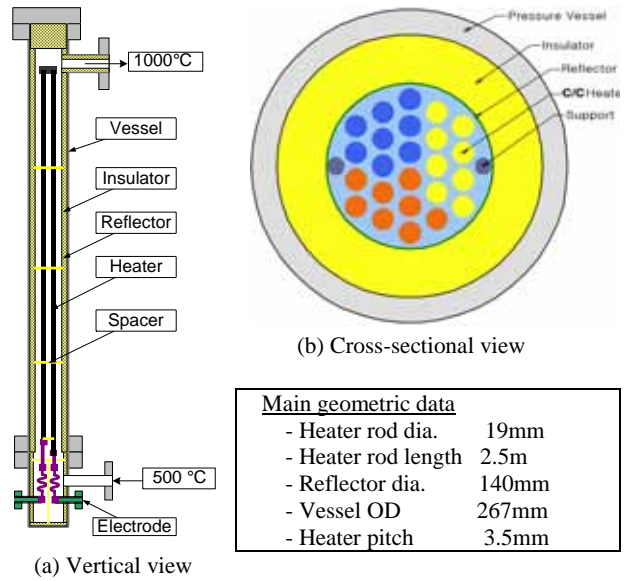 1000℃
Vessel
Insulator
Reflector
Heater
Spacer
500 ℃
Electrode
(a) Vertical view
Pressure Vessel
Insulator
Reflector
C/C Heater
Support
(b) Cross-sectional view
Main geometric data
- Heater rod dia. 19mm
- Heater rod length 2.5m
- Reflector dia. 140mm
- Vessel OD 267mm
- Heater pitch 3.5mm